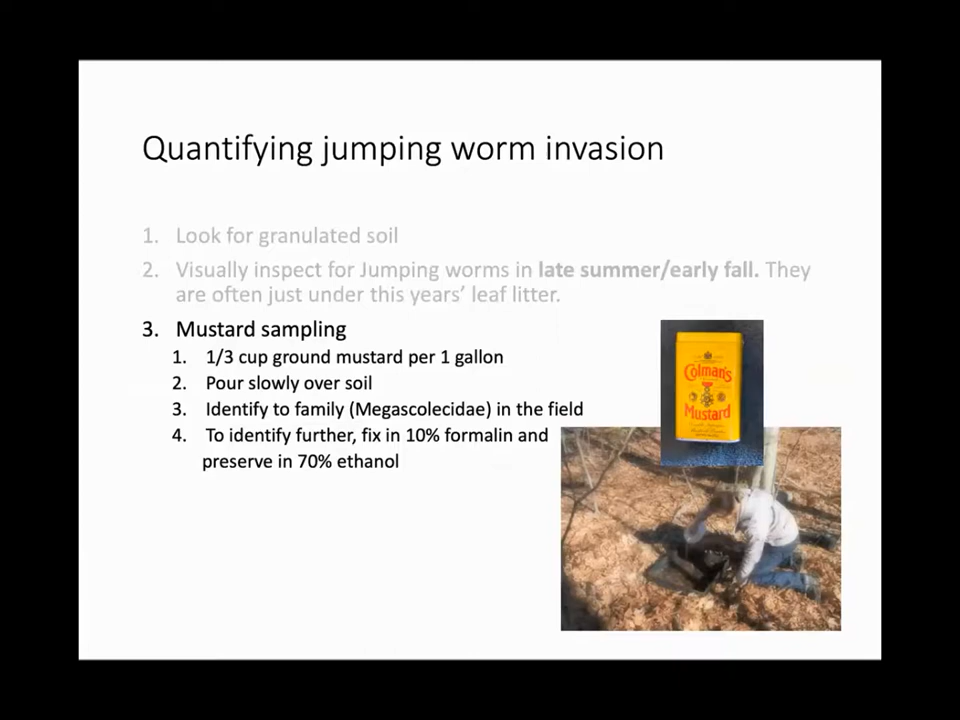 Quantifying jumping worm invasion
1. Look for granulated soil
2. Visually inspect for Jumping worms in late summer/early fall. They
are often just under this years’ leaf litter.
3. Mustard sampling
1. 1/3 cup ground mustard per 1 gallon
2. Pour slowly over soil
3. Identify to family (Megascolecidae) in the field
4. To identify further, fix in 10% formalin and
preserve in 70% ethanol
Colman's
Mustard